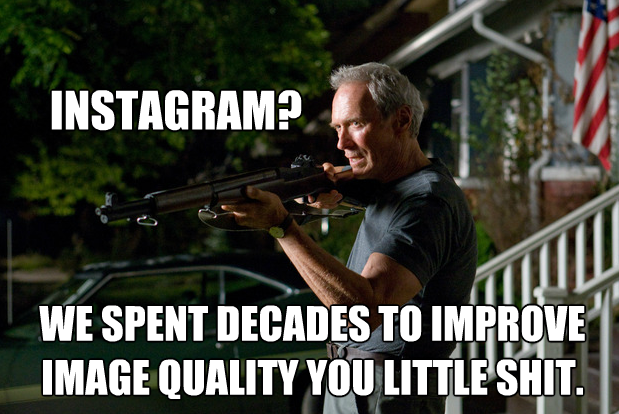 INSTAGRAM?
WE SPENT DECADES TO IMPROVE
IMAGE QUALITY YOU LITTLE SHIT.